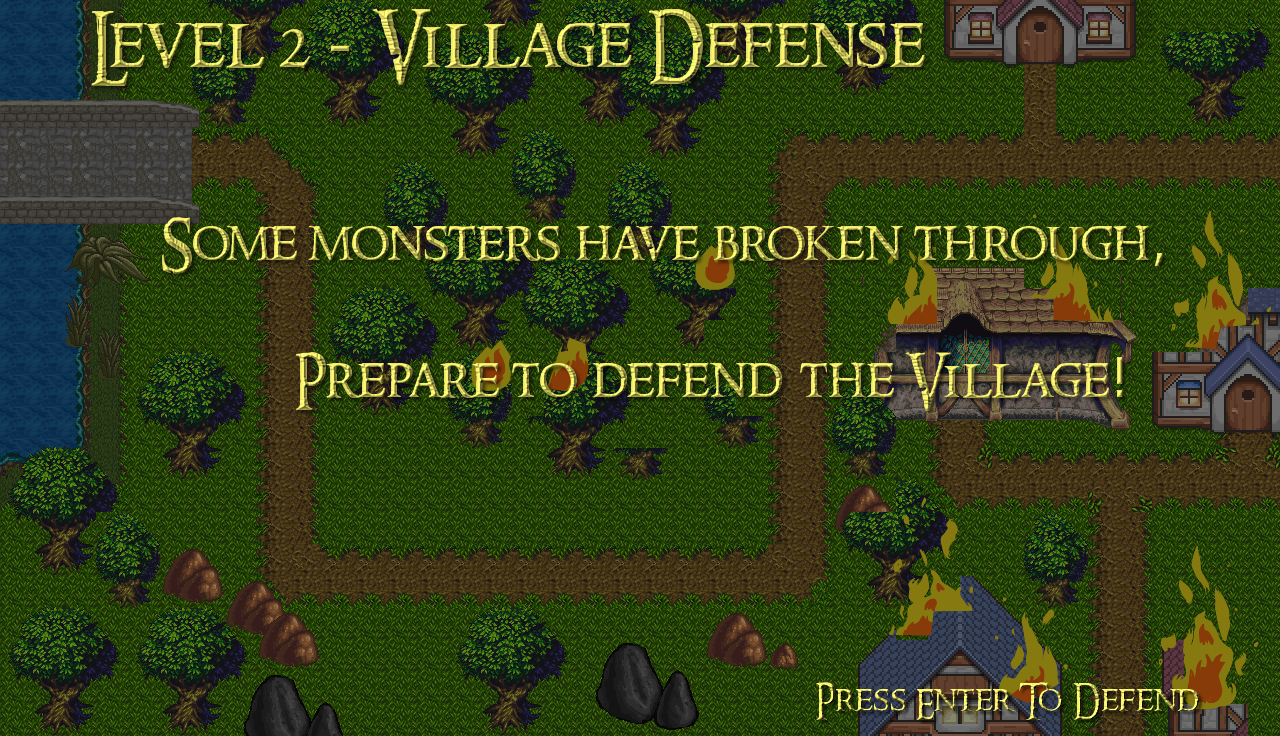 Level 2 - Village Defense
Some monsters have broken through,
Prepare to defend the Village!
Press Enter To Defend